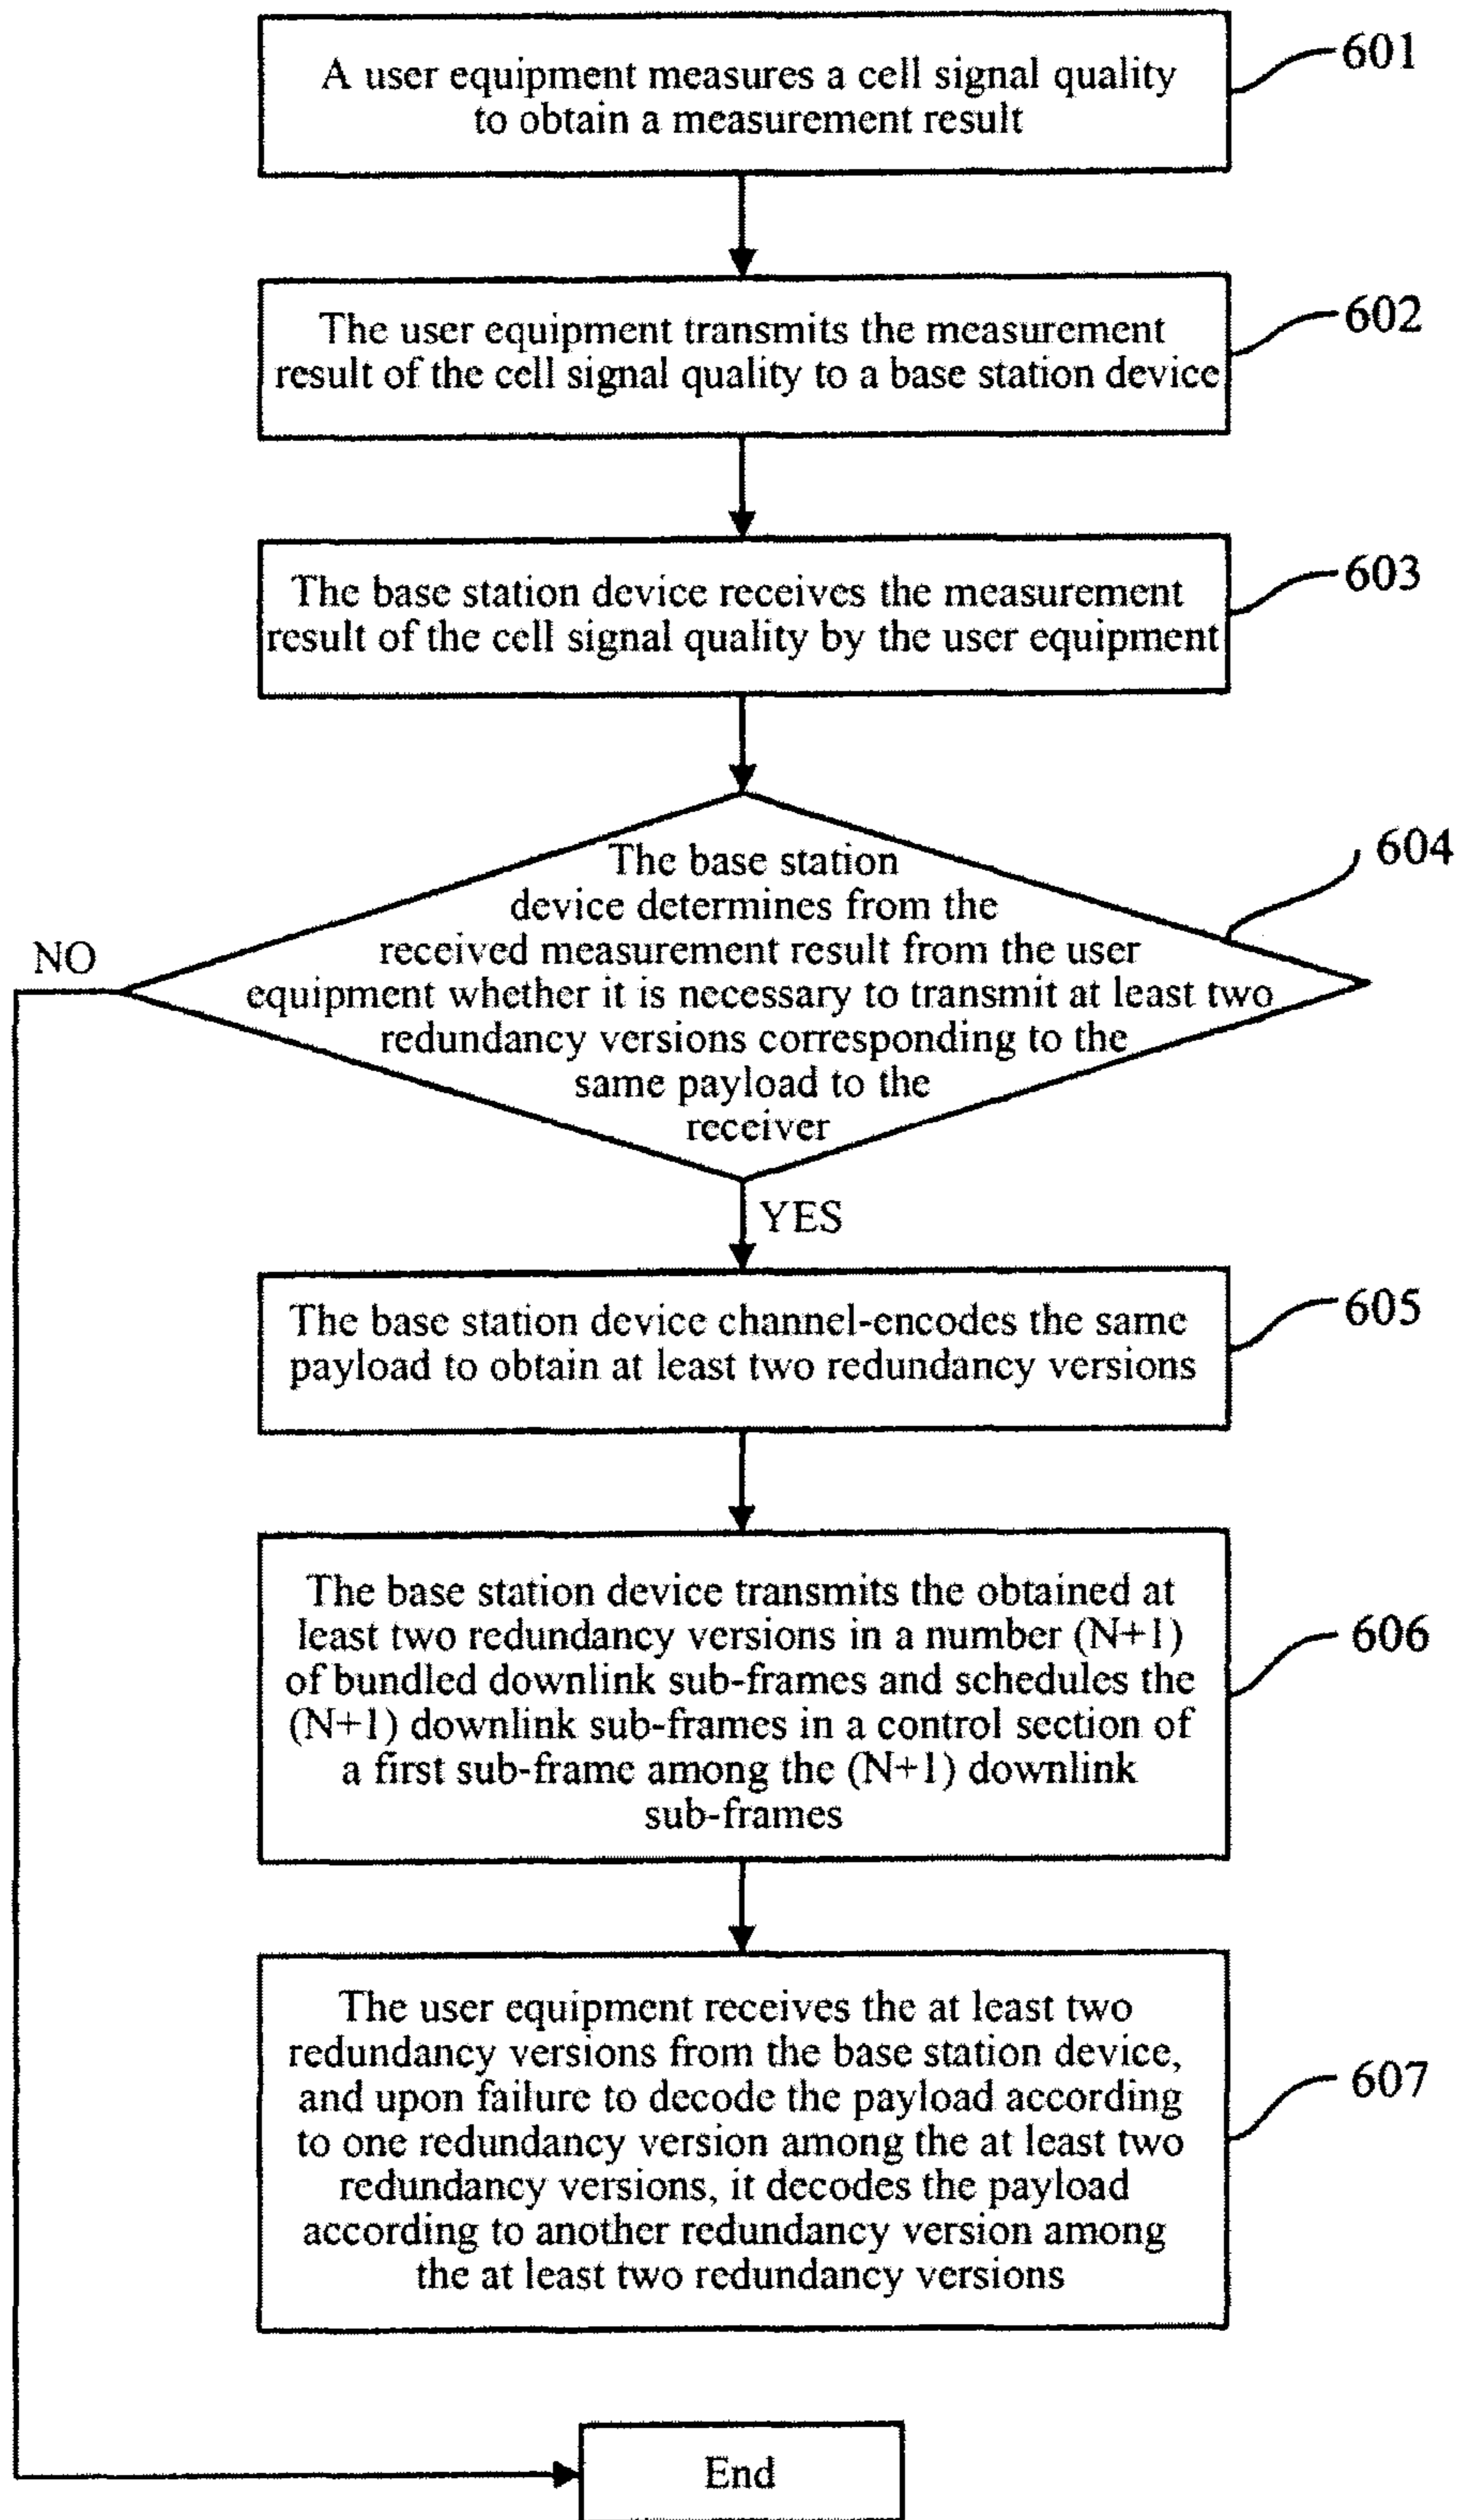 A user equipment measures a cell signal quality
to obtain a measurement result
601
The user equipment transmits the measurement
result of the cell signal quality to a base station device
602
The base station device receives the measurement
result of the cell signal quality by the user equipment
603
The base station
device determines from the
received measurement result from the user
equipment whether it is necessary to transmit at least two
redundancy versions corresponding to the
same payload to the
receiver
604
NO
YES
The base station device channel-encodes the same
payload to obtain at least two redundancy versions
605
The base station device transmits the obtained at
least two redundancy versions in a number (N+1)
of bundled downlink sub-frames and schedules the
(N+1) downlink sub-frames in a control section of
a first sub-frame among the (N+1) downlink
sub-frames
606
The user equipment receives the at least two
redundancy versions from the base station device,
and upon failure to decode the payload according
to one redundancy version among the at least two
redundancy versions, it decodes the payload
according to another redundancy version among
the at least two redundancy versions
607
End